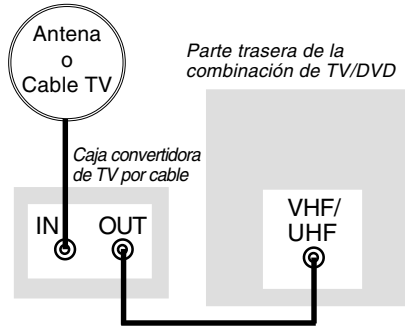 Antena
o
Cable TV
Parte trasera de la
combinación de TV/DVD
Caja convertidora
de TV por cable
IN OUT
VHF/
UHF